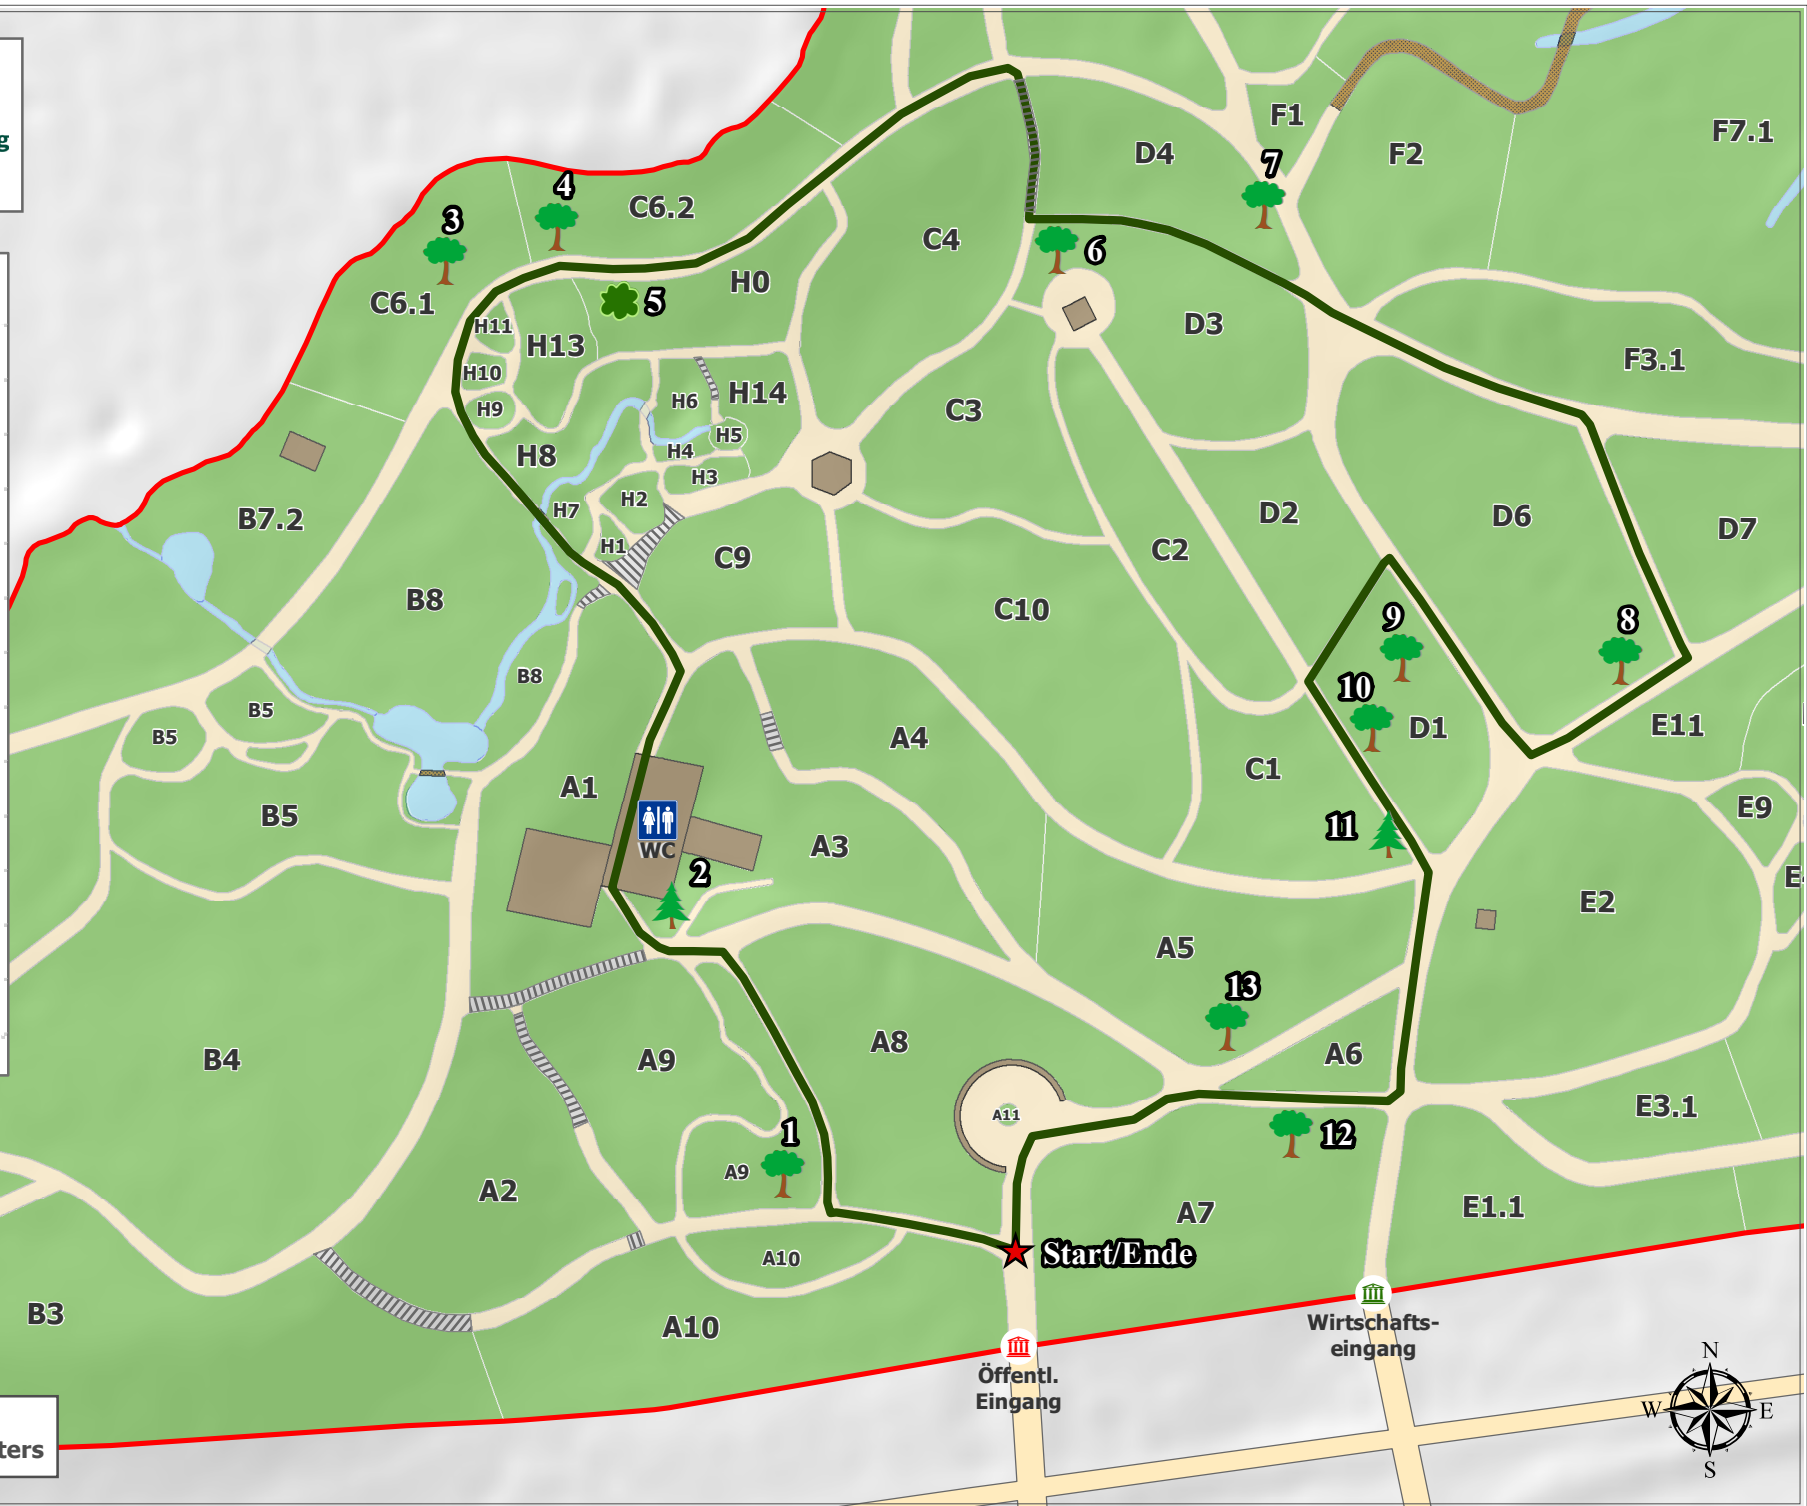 g
F1
F7.1
D4
7
F2
4
C6.2
3
C4
6
H0
C6.1
5
H11
D3
H13
F3.1
H10
H14
H6
H9
C3
H5
H8
H4
H3
H2
H7
D2
D6
B7.2
D7
H1
C9
C2
B8
C10
9
8
B8
10
B5
D1
E11
B5
A4
C1
A1
E9
B5
11
A3
WC
2
E2
A5
13
A8
A6
B4
A9
A11
E3.1
1
12
A9
A2
A7
E1.1
Start/Ende
A10
B3
A10
Wirtschafts-
eingang
Öffentl.
Eingang
N
W
E
S
ters